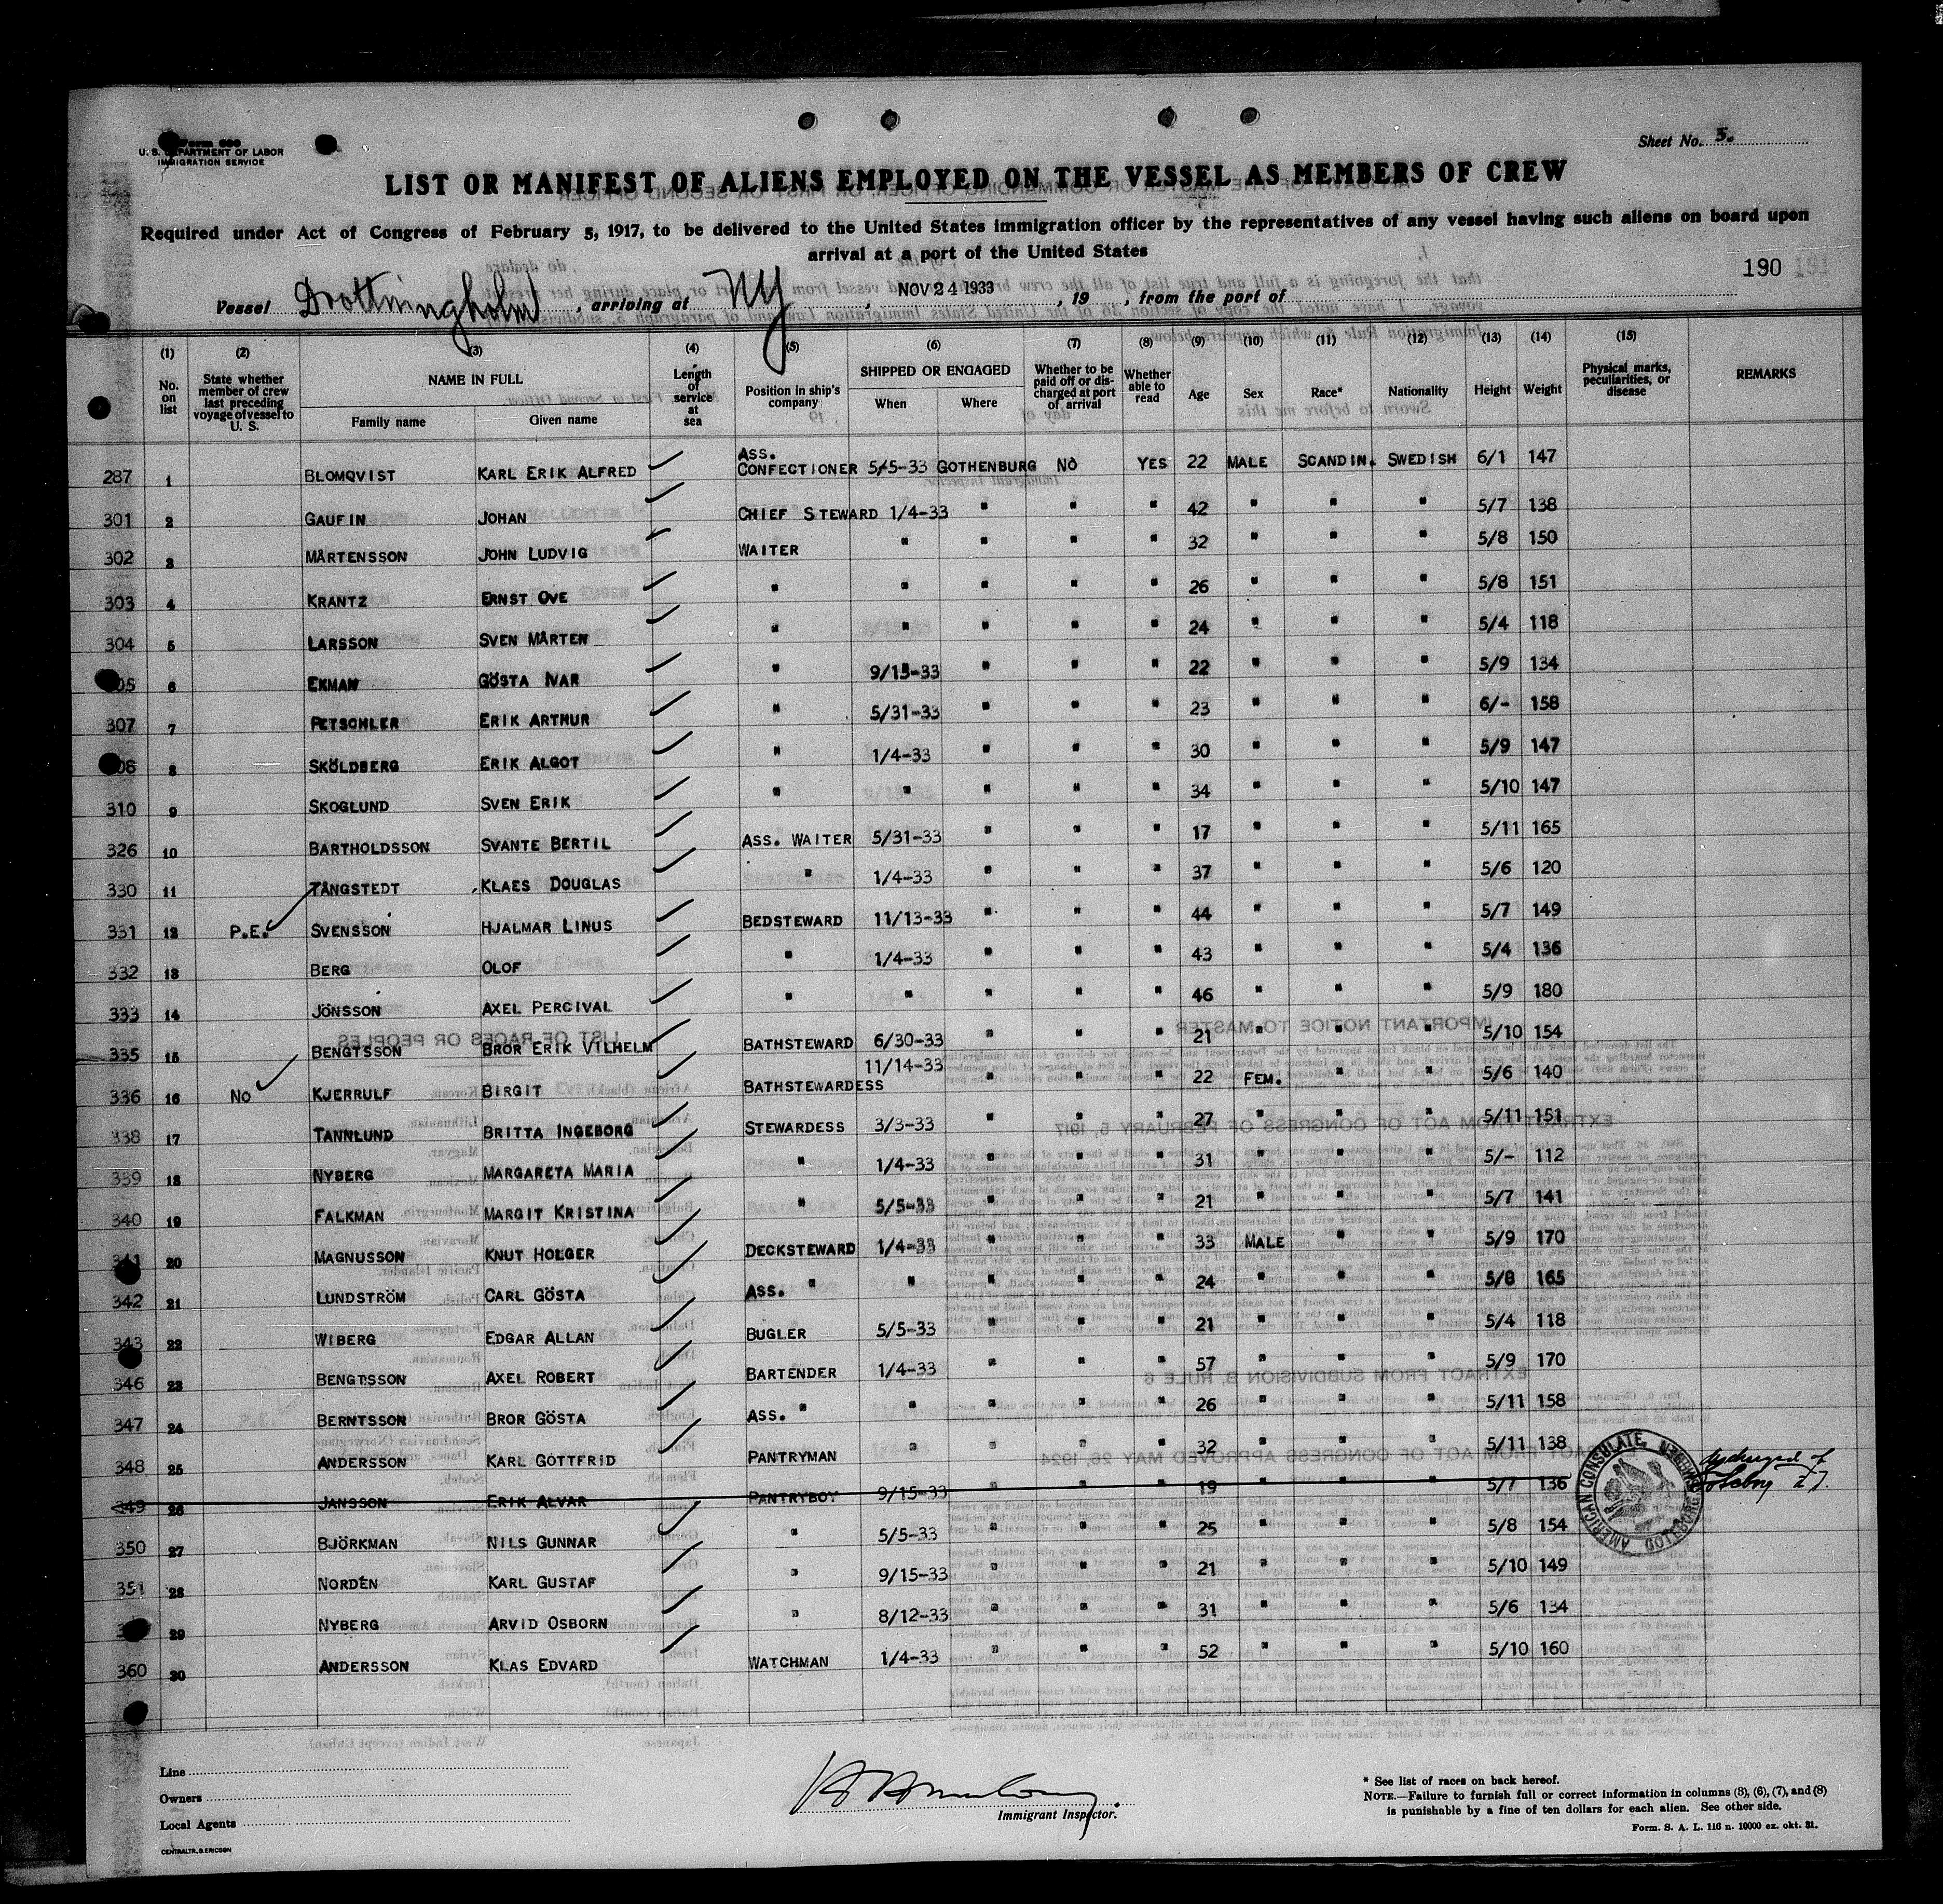 Form 680
U. S. DEPARTMENT OF LABOR
IMMIGRATION SERVICE
Sheet No. 5.
LIST OR MANIFEST OF ALIENS EMPLOYED ON THE VESSEL AS MEMBERS OF CREW
Required under Act of Congress of February 5, 1917, to be delivered to the United States immigration officer by the representatives of any vessel having such aliens on board upon
arrival at a port of the United States
190 191
Vessel Drottningholm, arriving at NY, NOV 24 1933, 19 , from the port of
(1) No. on list (2) State whether member of crew last preceding voyage of vessel to U. S. (3) NAME IN FULL Family name Given name (4) Length of service at sea (5) Position in ship's company (6) SHIPPED OR ENGAGED When Where (7) Whether to be paid off or discharged at port of arrival (8) Whether able to read (9) Age (10) Sex (11) Race* (12) Nationality (13) Height (14) Weight (15) Physical marks, peculiarities, or disease REMARKS
287 1 BLOMQVIST KARL ERIK ALFRED ✓ ASS. CONFECTIONER 5/5-33 GOTHENBURG NO YES 22 MALE SCANDIN. SWEDISH 6/1 147
301 2 GAUFIN JOHAN ✓ CHIEF STEWARD 1/4-33 " " " 42 " " " 5/7 138
302 3 MÅRTENSSON JOHN LUDVIG ✓ WAITER " " " " 32 " " " 5/8 150
303 4 KRANTZ ERNST OVE ✓ " " " " " 26 " " " 5/8 151
304 5 LARSSON SVEN MÅRTEN ✓ " " " " " 24 " " " 5/4 118
305 6 EKMAN GÖSTA IVAR ✓ " 9/15-33 " " " 22 " " " 5/9 134
307 7 PETSCHLER ERIK ARTHUR ✓ " 5/31-33 " " " 23 " " " 6/- 158
308 8 SKÖLDBERG ERIK ALGOT ✓ " 1/4-33 " " " 30 " " " 5/9 147
310 9 SKOGLUND SVEN ERIK ✓ " " " " " 34 " " " 5/10 147
326 10 BARTHOLDSSON SVANTE BERTIL ✓ ASS. WAITER 5/31-33 " " " 17 " " " 5/11 165
330 11 TÅNGSTEDT KLAES DOUGLAS ✓ " 1/4-33 " " " 37 " " " 5/6 120
331 12 P.E. ✓ SVENSSON HJALMAR LINUS ✓ BEDSTEWARD 11/13-33 " " " 44 " " " 5/7 149
332 13 BERG OLOF ✓ " 1/4-33 " " " 43 " " " 5/4 136
333 14 JÖNSSON AXEL PERCIVAL ✓ " " " " " 46 " " " 5/9 180
335 15 BENGTSSON BROR ERIK VILHELM ✓ BATHSTEWARD 6/30-33 " " " 21 " " " 5/10 154
336 16 NO ✓ KJERRULF BIRGIT ✓ BATHSTEWARDESS 11/14-33 " " " 22 FEM. " " 5/6 140
338 17 TANNLUND BRITTA INGEBORG ✓ STEWARDESS 3/3-33 " " " 27 " " " 5/11 151
339 18 NYBERG MARGARETA MARIA ✓ " 1/4-33 " " " 31 " " " 5/- 112
340 19 FALKMAN MARGIT KRISTINA ✓ " 5/5-33 " " " 21 " " " 5/7 141
341 20 MAGNUSSON KNUT HOLGER ✓ DECKSTEWARD 1/4-33 " " " 33 MALE " " 5/9 170
342 21 LUNDSTRÖM CARL GÖSTA ✓ ASS. " " " " " 24 " " " 5/8 165
343 22 WIBERG EDGAR ALLAN ✓ BUGLER 5/5-33 " " " 21 " " " 5/4 118
346 23 BENGTSSON AXEL ROBERT ✓ BARTENDER 1/4-33 " " " 57 " " " 5/9 170
347 24 BERNTSSON BROR GÖSTA ✓ ASS. " " " " " 26 " " " 5/11 158
348 25 ANDERSSON KARL GOTTFRID ✓ PANTRYMAN " " " " 32 " " " 5/11 138
349 26 JANSSON ERIK ALVAR PANTRYBOY 9/15-33 " " " 19 " " " 5/7 136 AMERICAN CONSULATE, GOTEBORG, SWEDEN
350 27 BJÖRKMAN NILS GUNNAR ✓ " 5/5-33 " " " 25 " " " 5/8 154
351 28 NORDÉN KARL GUSTAF ✓ " 9/15-33 " " " 21 " " " 5/10 149
29 NYBERG ARVID OSBORN ✓ " 8/12-33 " " " 31 " " " 5/6 134
360 30 ANDERSSON KLAS EDVARD ✓ WATCHMAN 1/4-33 " " " 52 " " " 5/10 160
Line
Owners
Local Agents
CENTRALTR, G. ERICSON
Immigrant Inspector.
* See list of races on back hereof.
NOTE.—Failure to furnish full or correct information in columns (3), (6), (7), and (8)
is punishable by a fine of ten dollars for each alien. See other side.
Form. S. A. L. 116 n. 10000 ex. okt. 31.